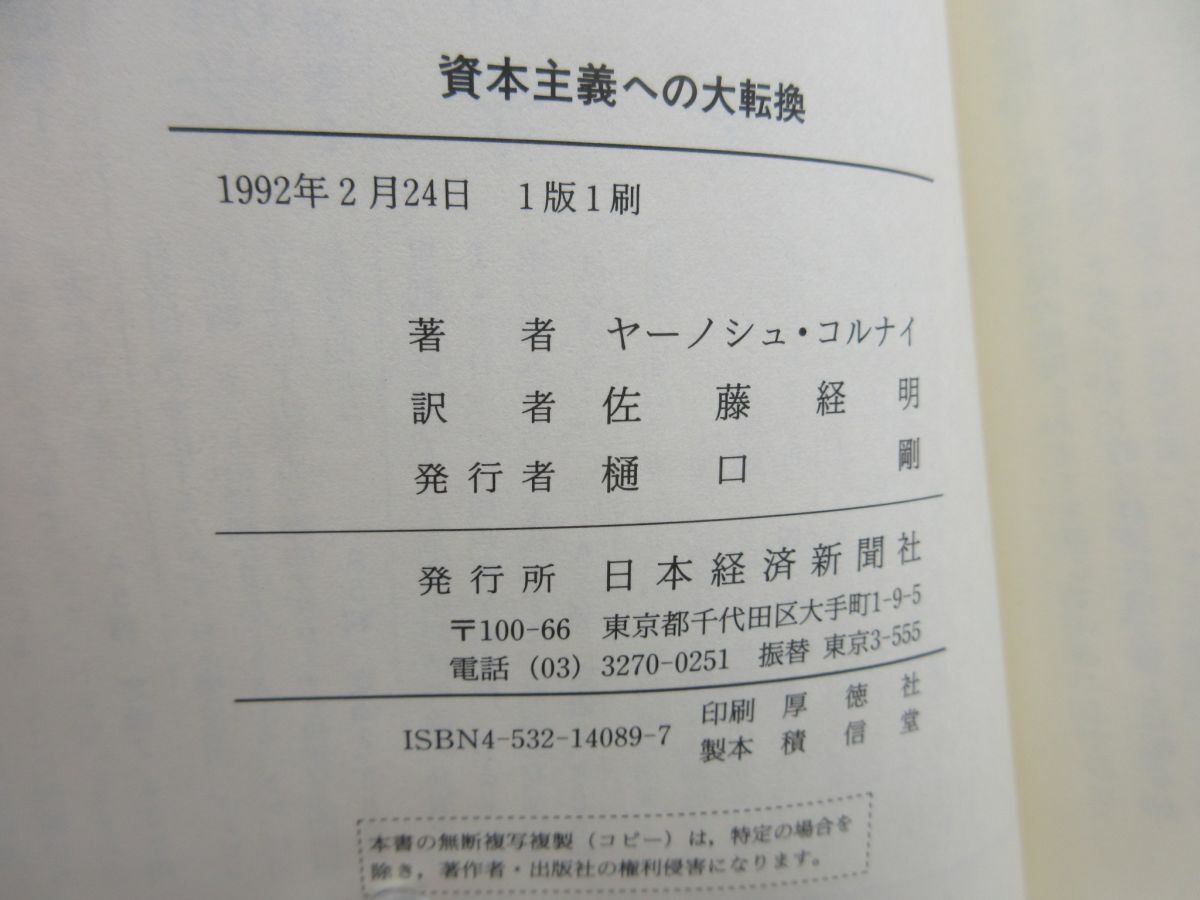 資本主義への大転換
1992年2月24日 1版1刷
著者 ヤーノシュ・コルナイ
訳者 佐藤経明
発行者 樋口剛
発行所 日本経済新聞社
〒100-66 東京都千代田区大手町1-9-5
電話 (03) 3270-0251 振替 東京3-555
ISBN4-532-14089-7
印刷 厚徳社
製本 積信堂
本書の無断複写複製（コピー）は，特定の場合を
除き，著作者・出版社の権利侵害になります。